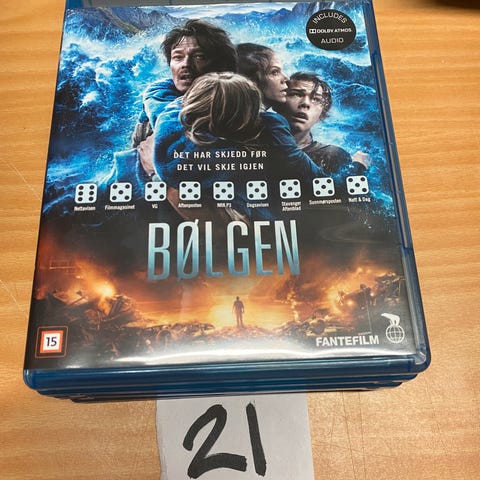 INCLUDES
DOLBY ATMOS
AUDIO
DET HAR SKJEDD FØR
DET VIL SKJE IGJEN
Nettavisen
Filmmagasinet
VG
Aftenposten
NRK P3
Dagsavisen
Stavanger
Aftenblad
Sunnmørsposten
Natt & Dag
BØLGEN
15
FANTEFILM
21